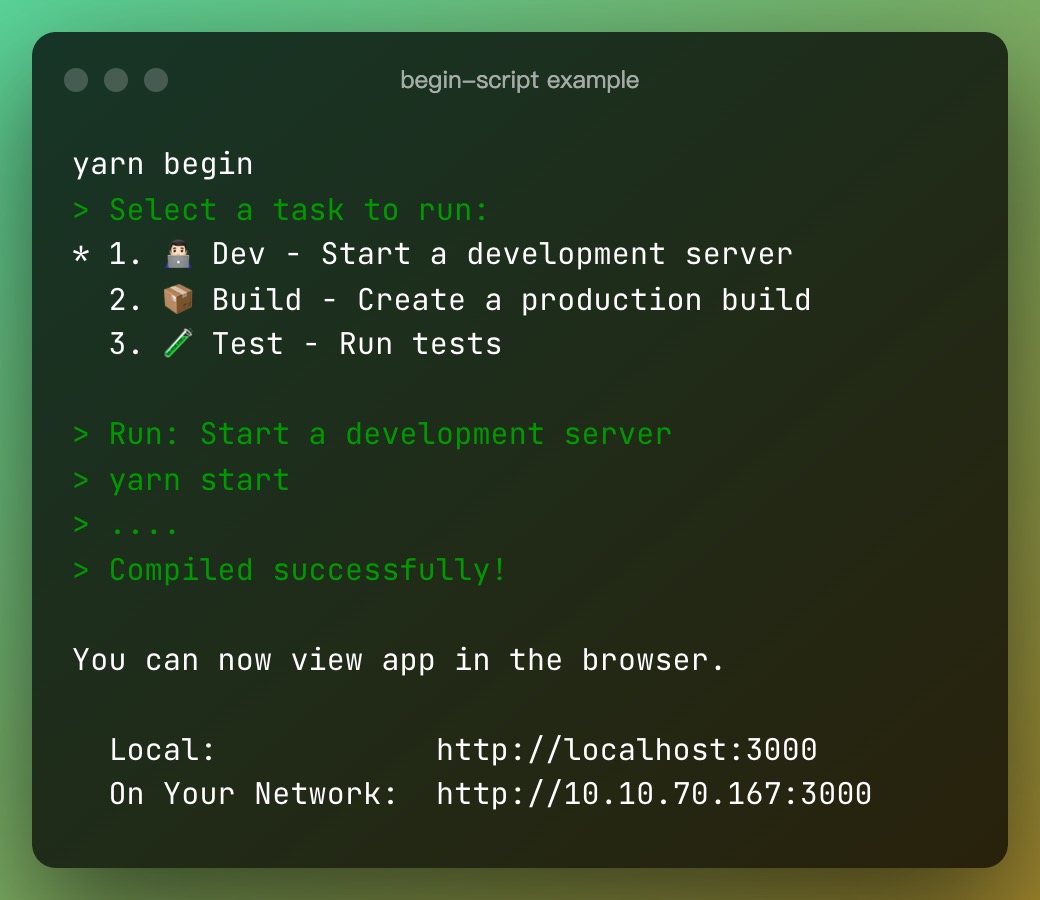 begin–script example
yarn begin
> Select a task to run:
* 1. 👨🏻‍💻 Dev - Start a development server
2. 📦 Build - Create a production build
3. 🧪 Test - Run tests
> Run: Start a development server
> yarn start
> ....
> Compiled successfully!
You can now view app in the browser.
Local: http://localhost:3000
On Your Network: http://10.10.70.167:3000